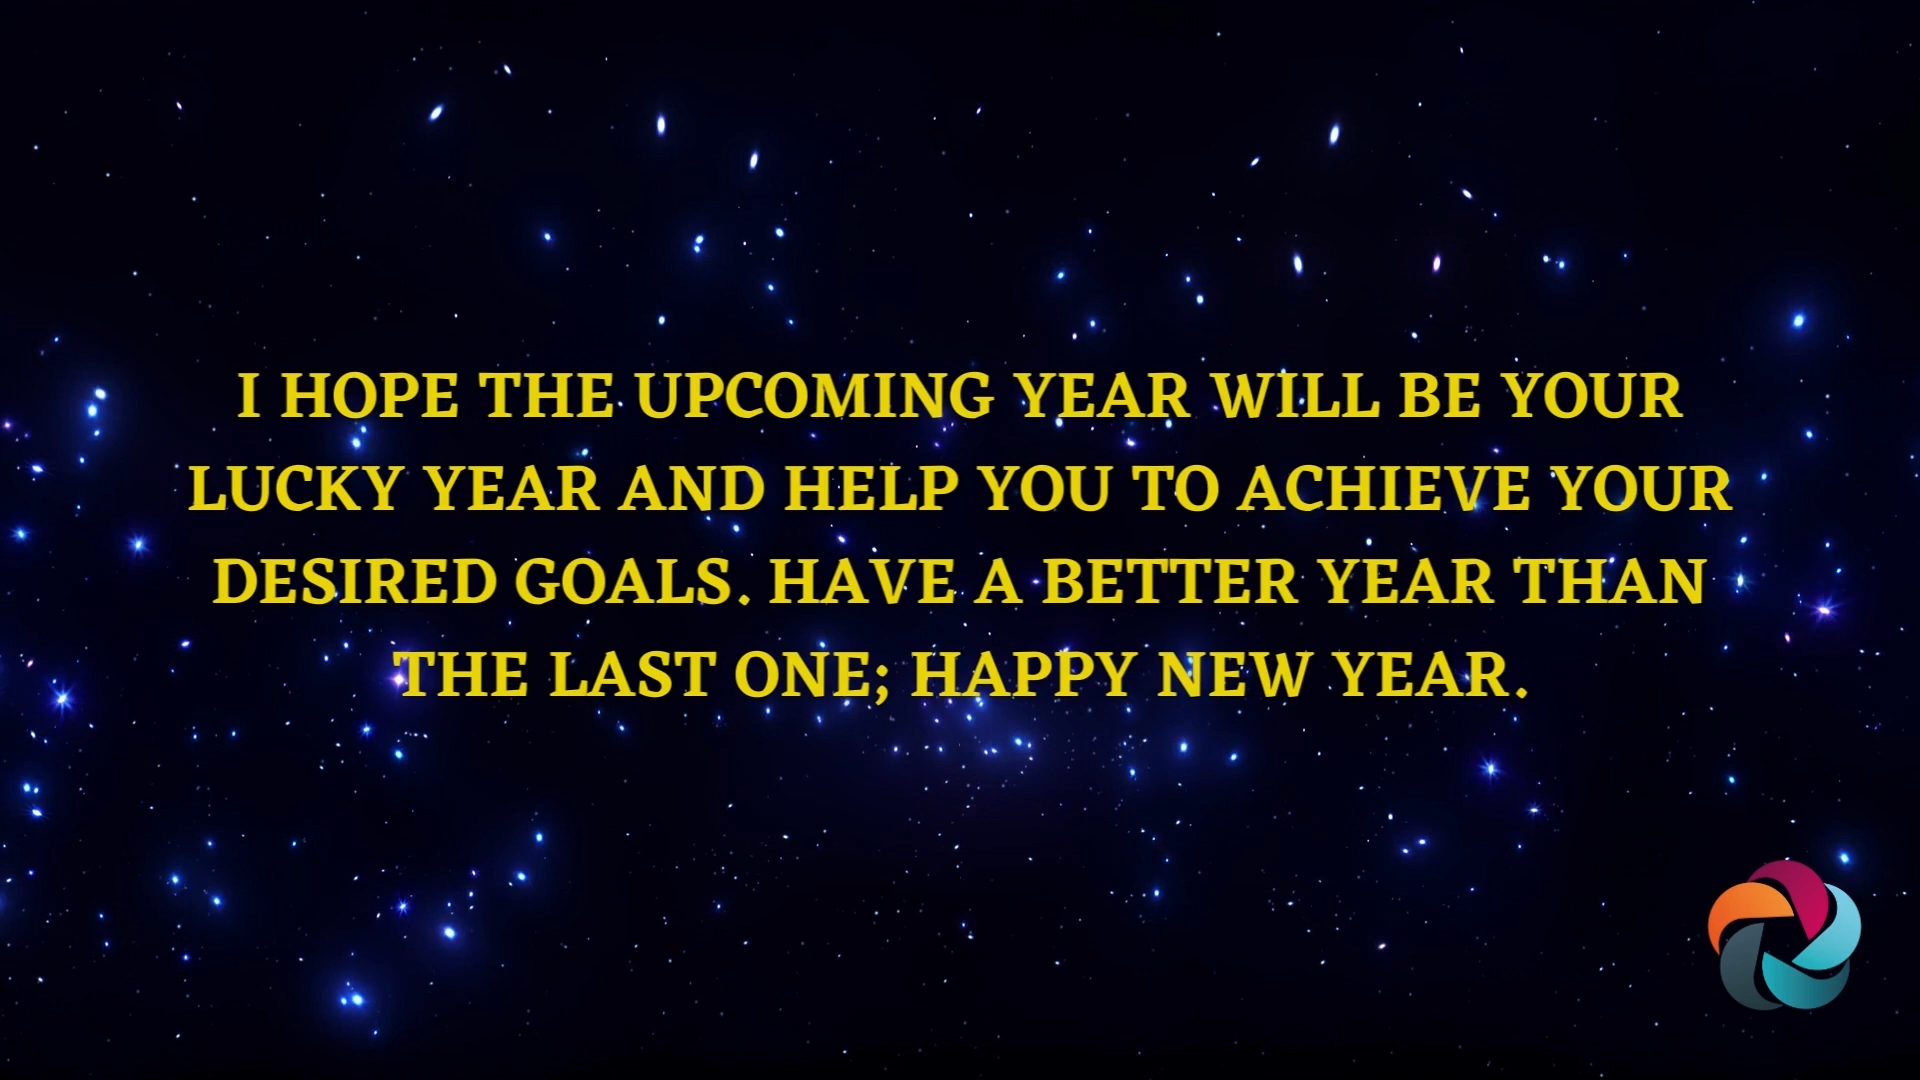 I HOPE THE UPCOMING YEAR WILL BE YOUR
LUCKY YEAR AND HELP YOU TO ACHIEVE YOUR
DESIRED GOALS. HAVE A BETTER YEAR THAN
THE LAST ONE; HAPPY NEW YEAR.